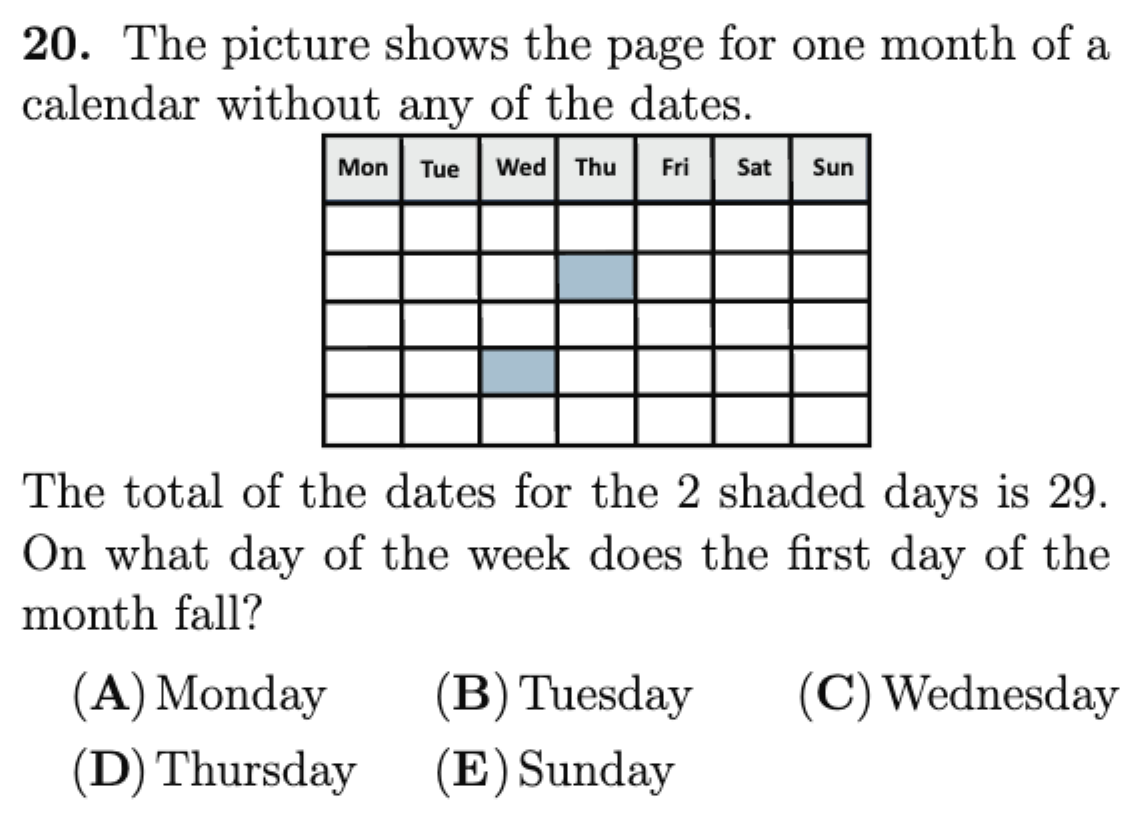 20. The picture shows the page for one month of a
calendar without any of the dates.
Mon Tue Wed Thu Fri Sat Sun
The total of the dates for the 2 shaded days is 29.
On what day of the week does the first day of the
month fall?
(A) Monday (B) Tuesday (C) Wednesday
(D) Thursday (E) Sunday